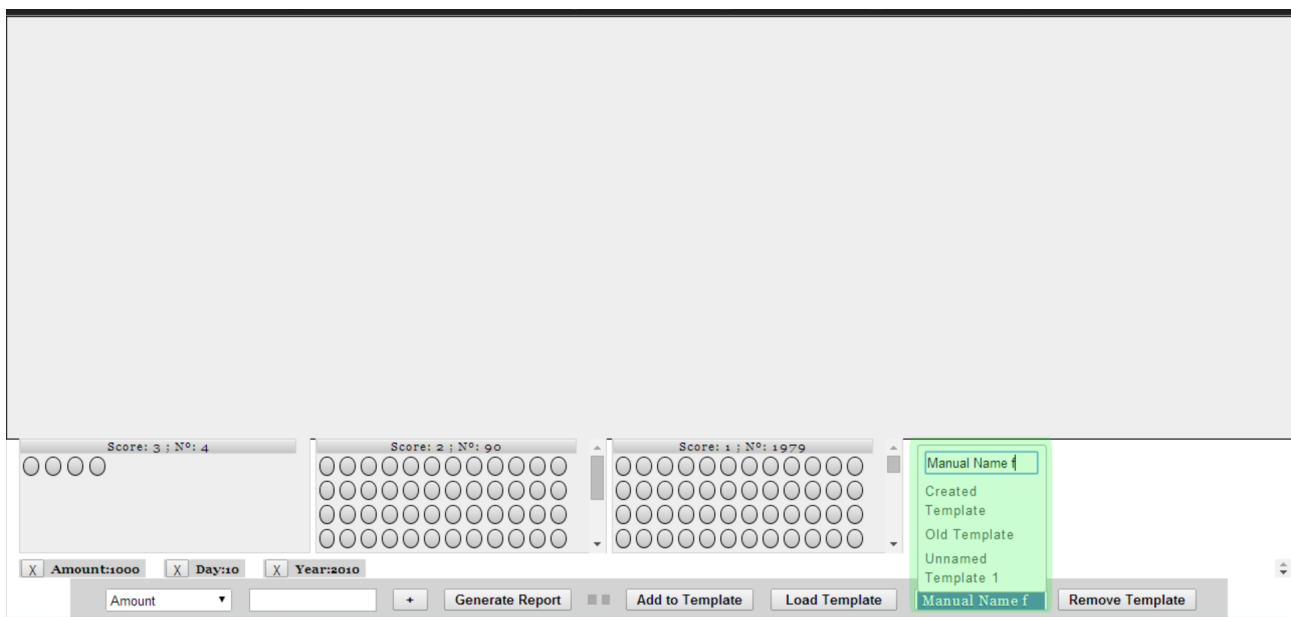 Score: 3 ; Nº: 4
Score: 2 ; Nº: 90
Score: 1 ; Nº: 1979
Manual Name f
Created
Template
Old Template
Unnamed
Template 1
X Amount:1000 X Day:10 X Year:2010
Amount + Generate Report Add to Template Load Template Manual Name f Remove Template